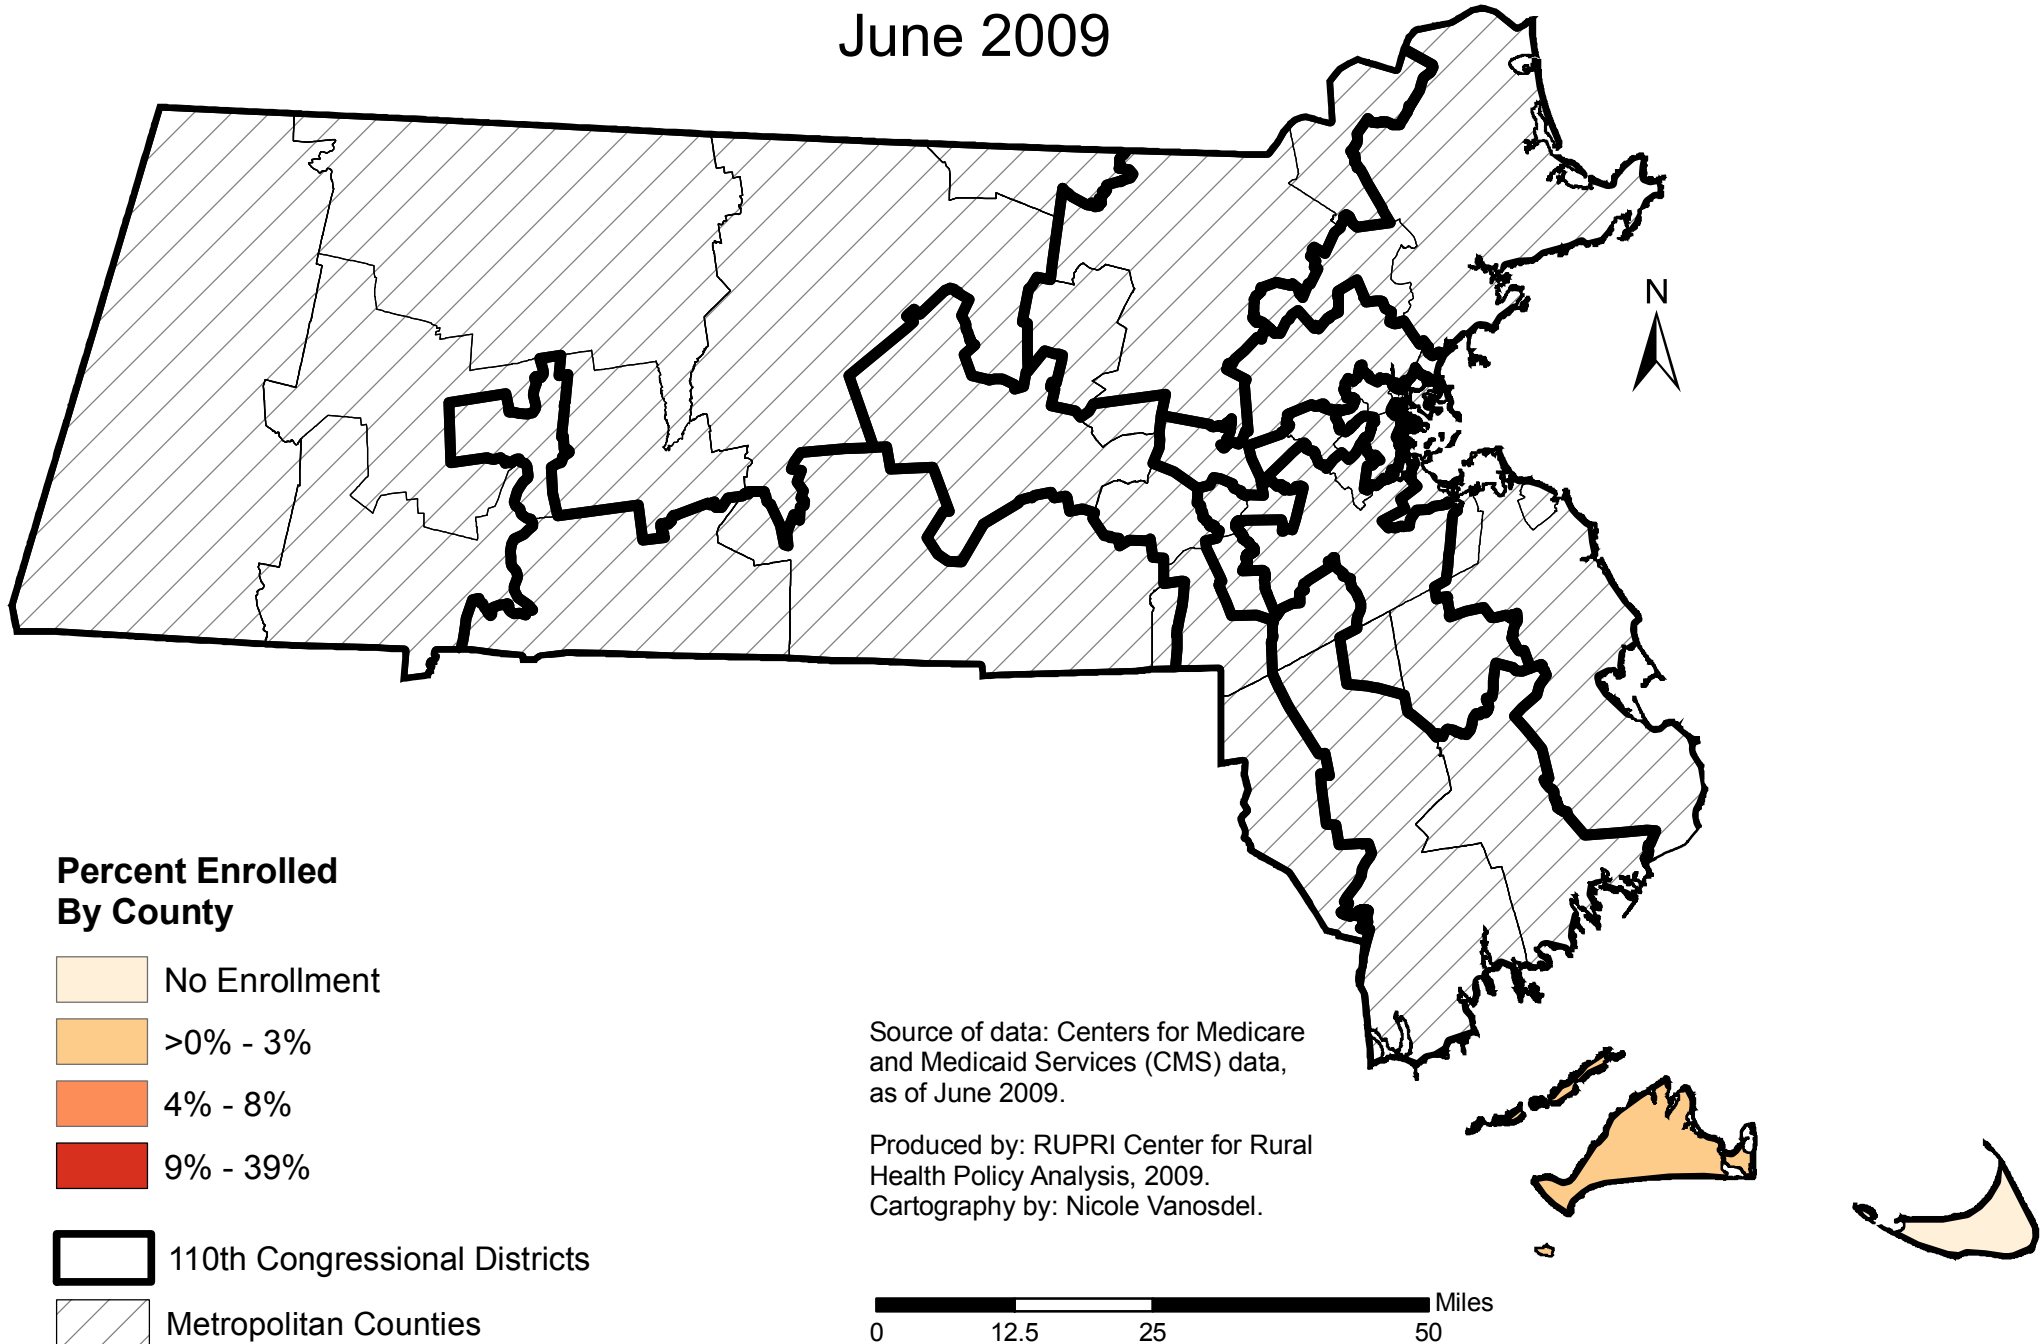 June 2009
N
Percent Enrolled
By County
No Enrollment
>0% - 3%
4% - 8%
9% - 39%
110th Congressional Districts
Metropolitan Counties
Source of data: Centers for Medicare
and Medicaid Services (CMS) data,
as of June 2009.
Produced by: RUPRI Center for Rural
Health Policy Analysis, 2009.
Cartography by: Nicole Vanosdel.
Miles
0 12.5 25 50